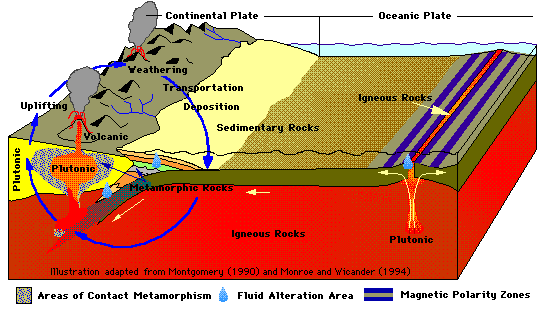 Continental Plate
Oceanic Plate
Weathering
Transportation
Uplifting
Deposition
Igneous Rocks
Volcanic
Sedimentary Rocks
Plutonic
Plutonic
Metamorphic Rocks
Igneous Rocks
Plutonic
Illustration adapted from Montgomery (1990) and Monroe and Wicander (1994)
Areas of Contact Metamorphism
Fluid Alteration Area
Magnetic Polarity Zones